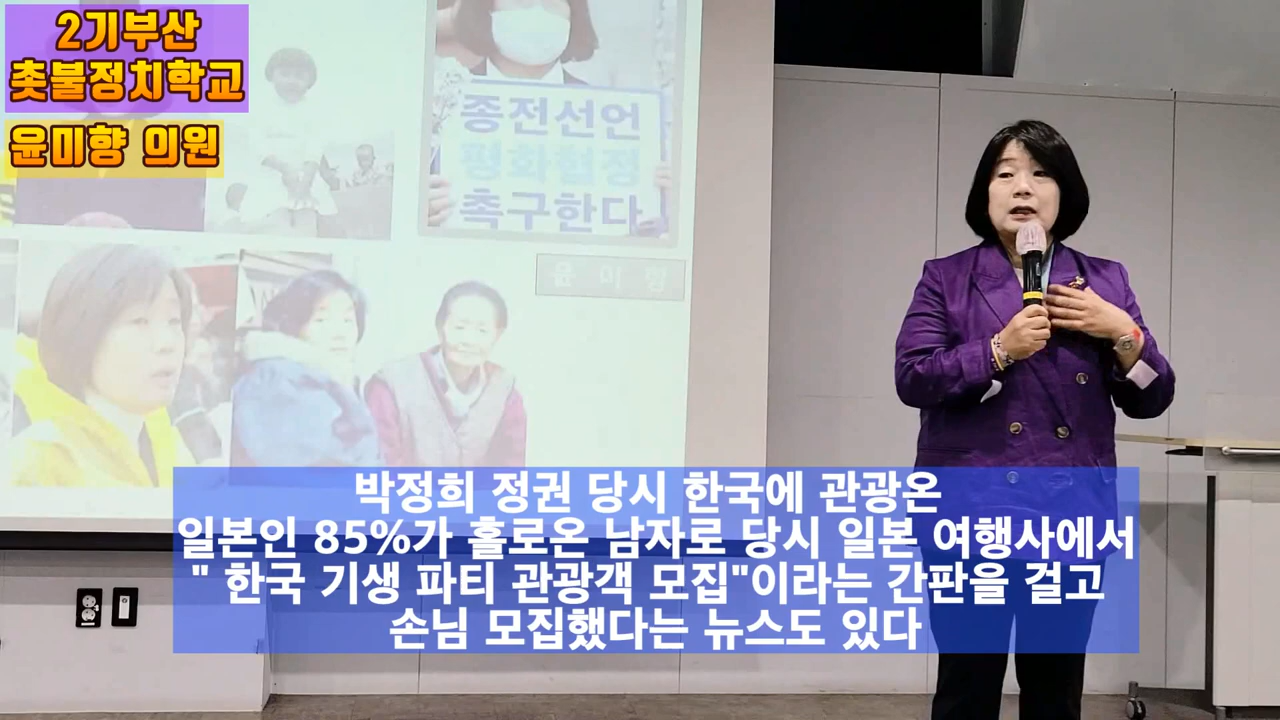 2기부산
촛불정치학교
윤미향 의원
종전선언
평화협정
촉구한다
윤 미 향
박정희 정권 당시 한국에 관광온
일본인 85%가 홀로온 남자로 당시 일본 여행사에서
" 한국 기생 파티 관광객 모집"이라는 간판을 걸고
손님 모집했다는 뉴스도 있다